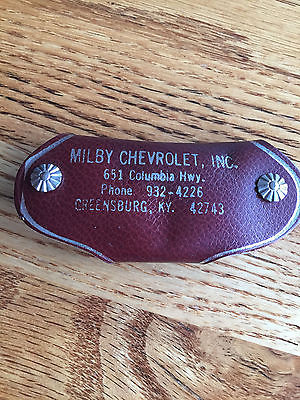 MILBY CHEVROLET, INC.
651 Columbia Hwy.
Phone 932-4226
GREENSBURG, KY. 42743